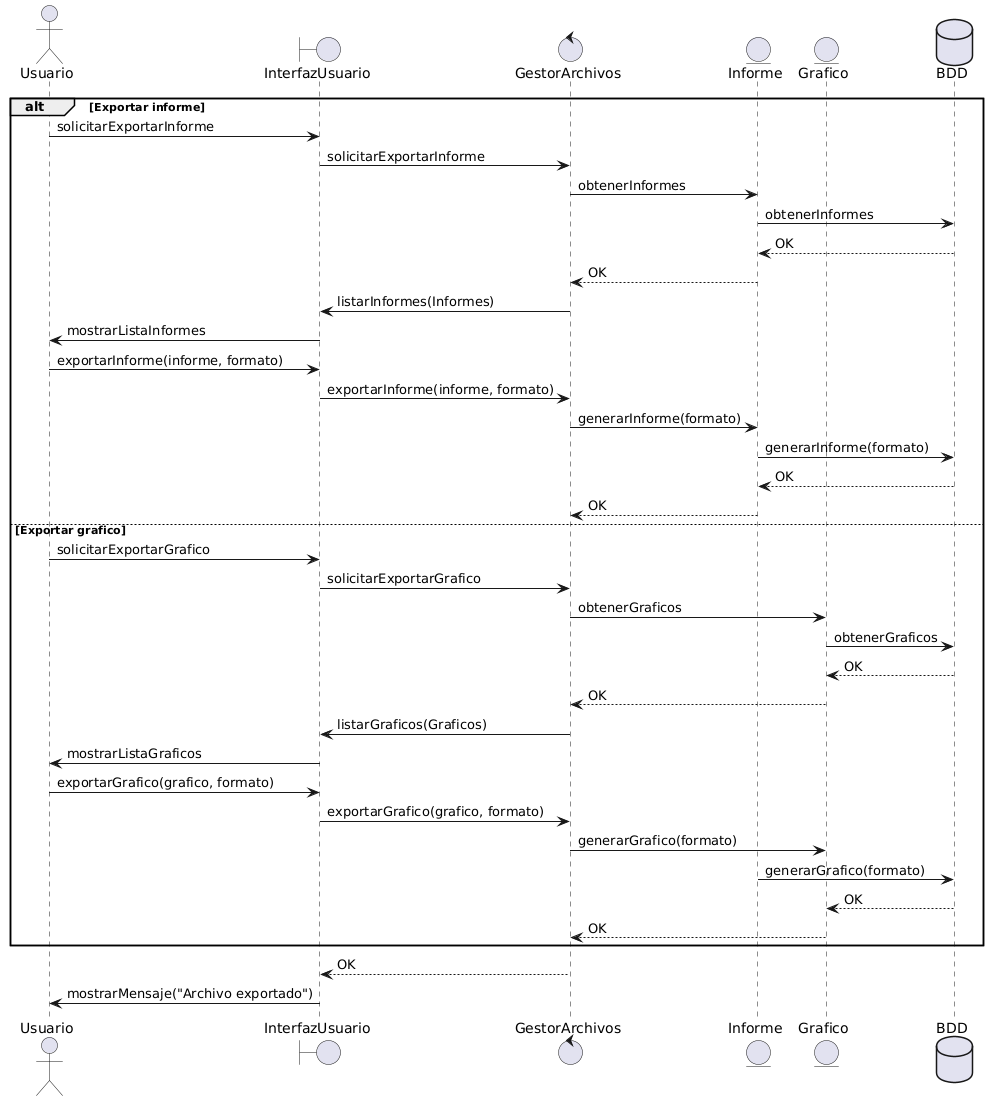 Usuario
InterfazUsuario
GestorArchivos
Informe
Grafico
BDD
alt
[Exportar informe]
solicitarExportarInforme
solicitarExportarInforme
obtenerInformes
obtenerInformes
OK
OK
listarInformes(Informes)
mostrarListaInformes
exportarInforme(informe, formato)
exportarInforme(informe, formato)
generarInforme(formato)
generarInforme(formato)
OK
OK
[Exportar grafico]
solicitarExportarGrafico
solicitarExportarGrafico
obtenerGraficos
obtenerGraficos
OK
OK
listarGraficos(Graficos)
mostrarListaGraficos
exportarGrafico(grafico, formato)
exportarGrafico(grafico, formato)
generarGrafico(formato)
generarGrafico(formato)
OK
OK
OK
mostrarMensaje("Archivo exportado")
Usuario
InterfazUsuario
GestorArchivos
Informe
Grafico
BDD